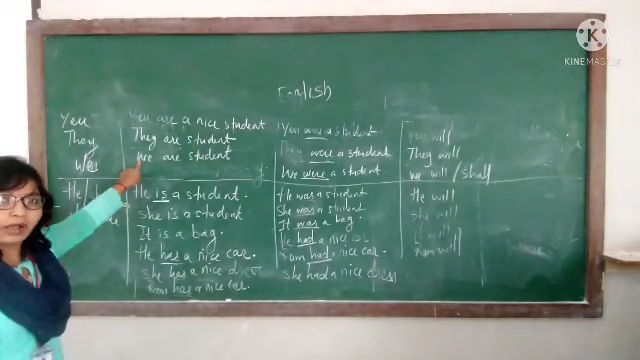 English
You
They
We
He
You are a nice student
They are student
We are student
He is a student.
She is a student
It is a bag.
He has a nice car.
She has a nice dress
Ram has a nice car.
You were a student
They were a student
We were a student
He was a student
She was a student
It was a bag.
He had a nice car
Ram had a nice car.
She had a nice dress
You will
They will
We will / shall
He will
She will
Ram will
KINEMASTER